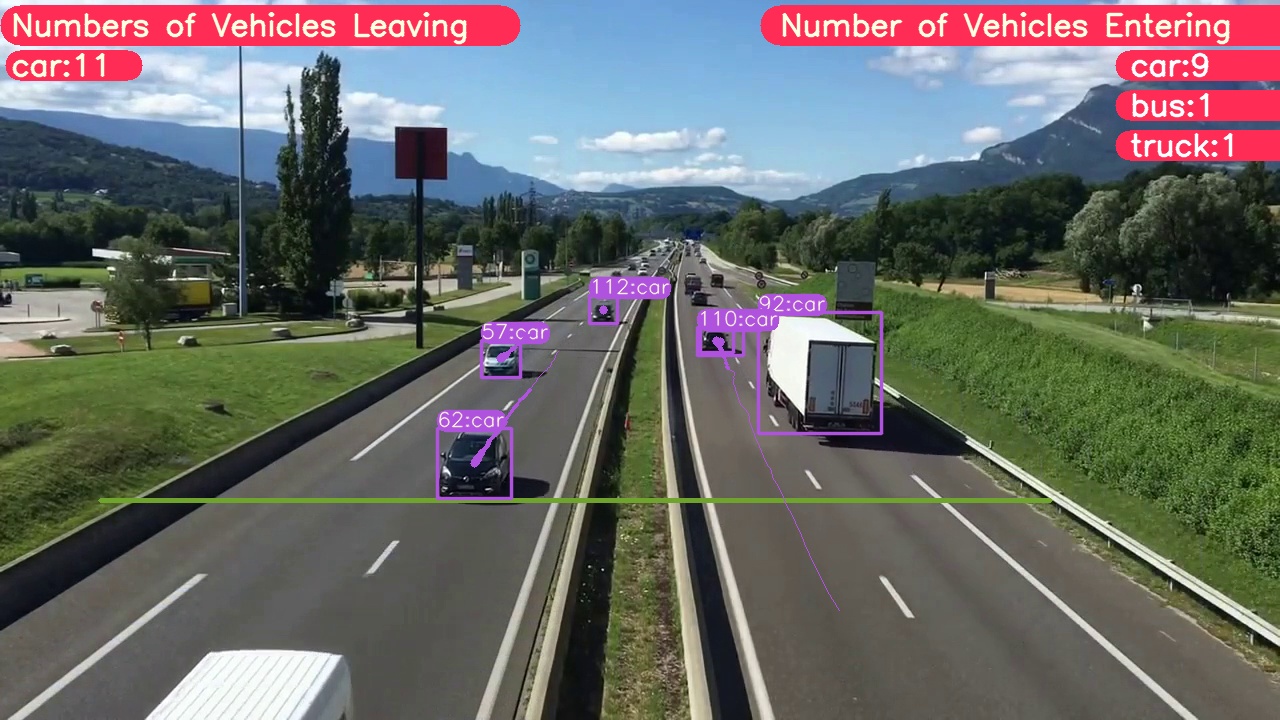 Numbers of Vehicles Leaving
car:11
Number of Vehicles Entering
car:9
bus:1
truck:1
112:car
92:car
110:car
57:car
62:car
bp